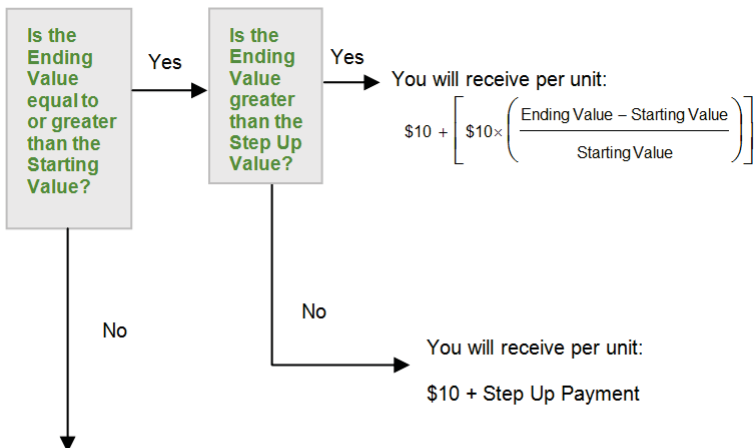 Is the
Ending
Value
equal to
or greater
than the
Starting
Value?
Yes
Is the
Ending
Value
greater
than the
Step Up
Value?
Yes
You will receive per unit:
$10 + [ $10× ( Ending Value – Starting Value
Starting Value ) ]
No
No
You will receive per unit:
$10 + Step Up Payment